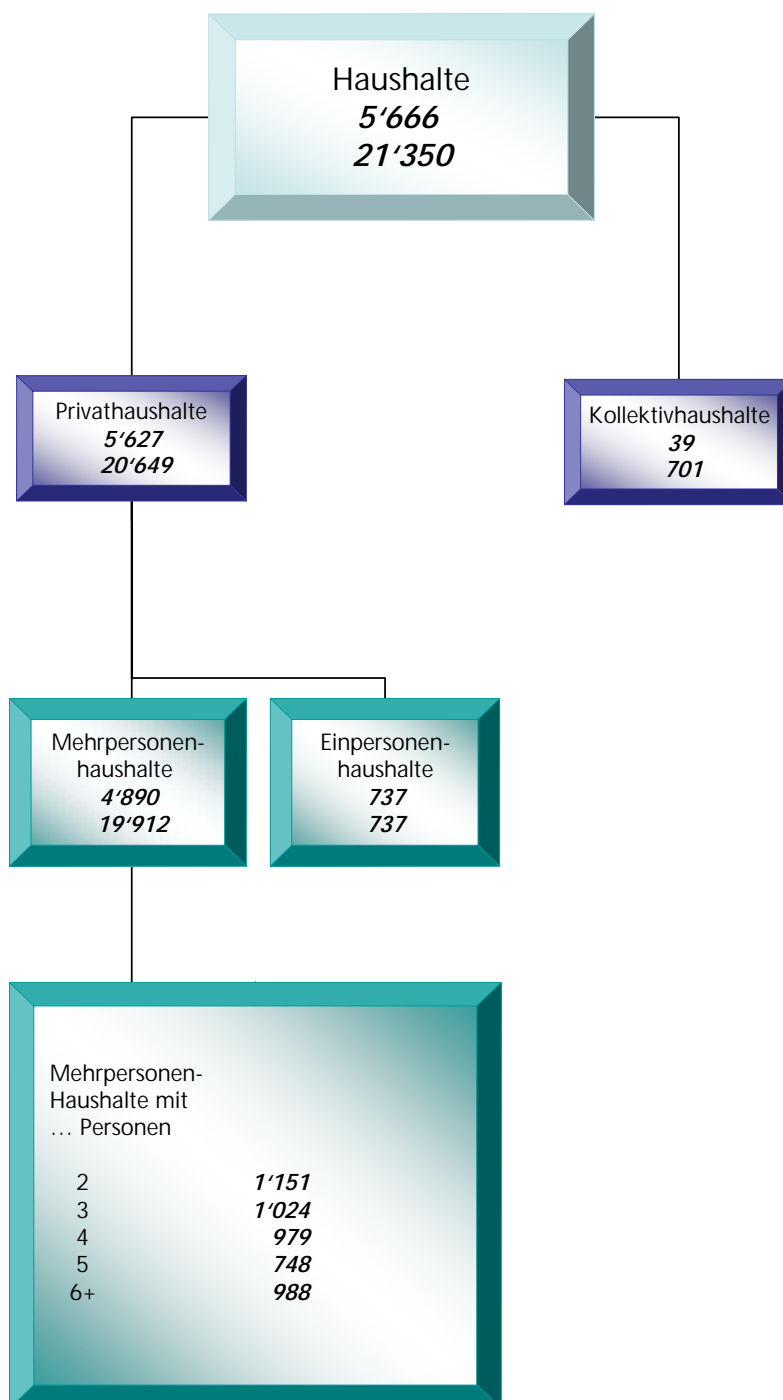 Haushalte
5‘666
21‘350
Privathaushalte
5‘627
20‘649
Kollektivhaushalte
39
701
Mehrpersonen-
haushalte
4‘890
19‘912
Einpersonen-
haushalte
737
737
Mehrpersonen-
Haushalte mit
... Personen
2 1‘151
3 1‘024
4 979
5 748
6+ 988